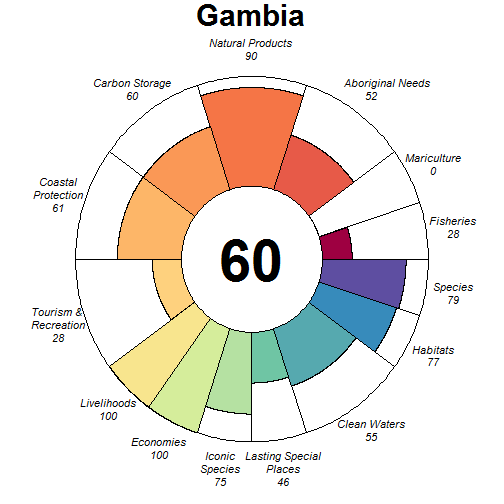 Gambia
Natural Products
90
Carbon Storage
60
Aboriginal Needs
52
Mariculture
0
Coastal
Protection
61
Fisheries
28
60
Species
79
Tourism &
Recreation
28
Habitats
77
Livelihoods
100
Clean Waters
55
Economies
100
Iconic
Species
75
Lasting Special
Places
46